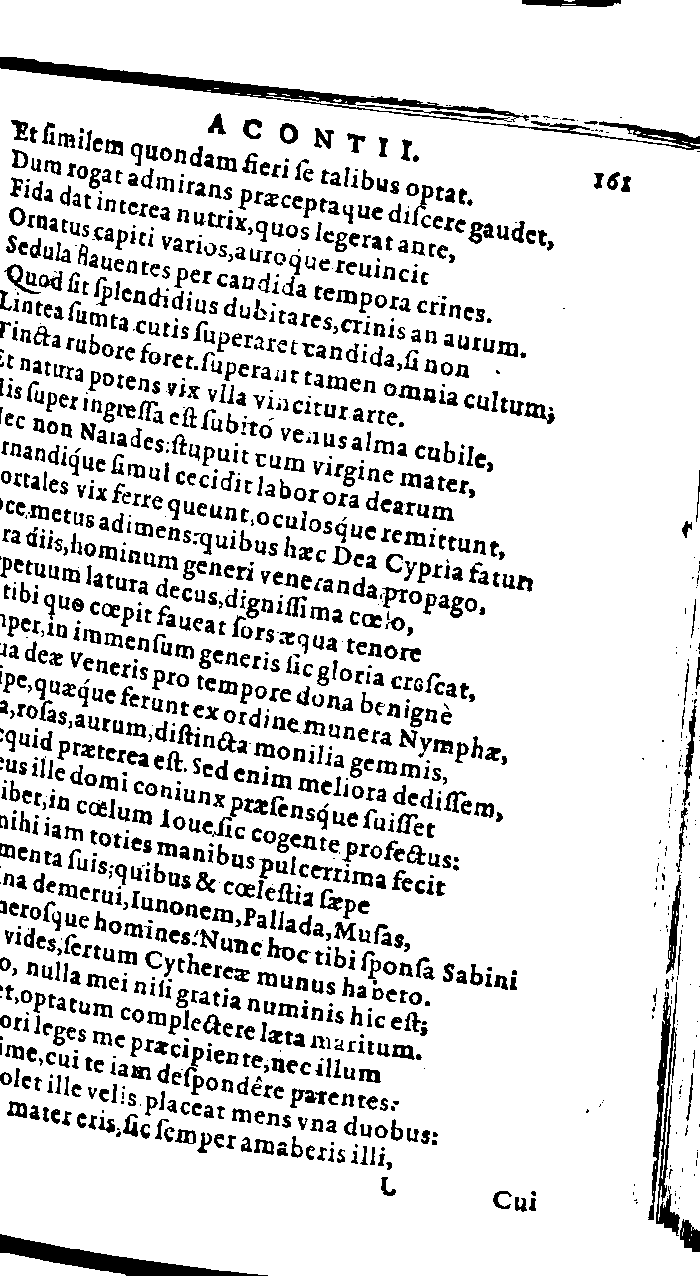 ACONTII.
161
Et ſimilem quondam fieri ſe talibus optat.
Dum rogat admirans præceptaque diſcere gaudet,
Fida dat interea nutrix, quos legerat ante,
Ornatus capiti varios, auroque reuincit
Sedula flauentes per candida tempora crines.
Quod ſit ſplendidius dubitares, crinis an aurum.
Lintea ſumta cutis ſuperaret candida, ſi non
Tincta rubore foret. ſuperant tamen omnia cultum;
Et natura potens vix vlla vincitur arte.
His ſuper ingreſſa eſt ſubitò venus alma cubile,
Nec non Naiades: ſtupuit cum virgine mater,
rnandíque ſimul cecidit labor ora dearum
ortales vix ferre queunt, oculosque remittunt,
oce, metus adimens: quibus hæc Dea Cypria fatur:
ra diis, hominum generi veneranda propago,
petuum latura decus, digniſſima cœlo,
tibi quo cœpit faueat ſors æqua tenore
mper, in immenſum generis ſic gloria creſcat,
ua deæ Veneris pro tempore dona benignè
ipe, quæque ferunt ex ordine munera Nymphæ,
a, roſas, aurum, diſtincta monilia gemmis,
cquid præterea eſt. Sed enim meliora dediſſem,
eus ille domi coniunx præſensque fuiſſet
iber, in cœlum Ioue ſic cogente profectus:
mihi iam toties manibus pulcerrima fecit
menta ſuis; quibus & cœleſtia ſæpe
ina demerui, Iunonem, Pallada, Muſas,
neroſque homines. Nunc hoc tibi ſponſa Sabini
vides, ſertum Cythereæ munus habeto.
o, nulla mei niſi gratia numinis hic eſt;
et, optatum complectere læta maritum.
ori leges me præcipiente, nec illum
ime, cui te iam deſpondêre parentes:
olet ille velis placeat mens vna duobus:
mater eris, ſic ſemper amaberis illi,
L
Cui